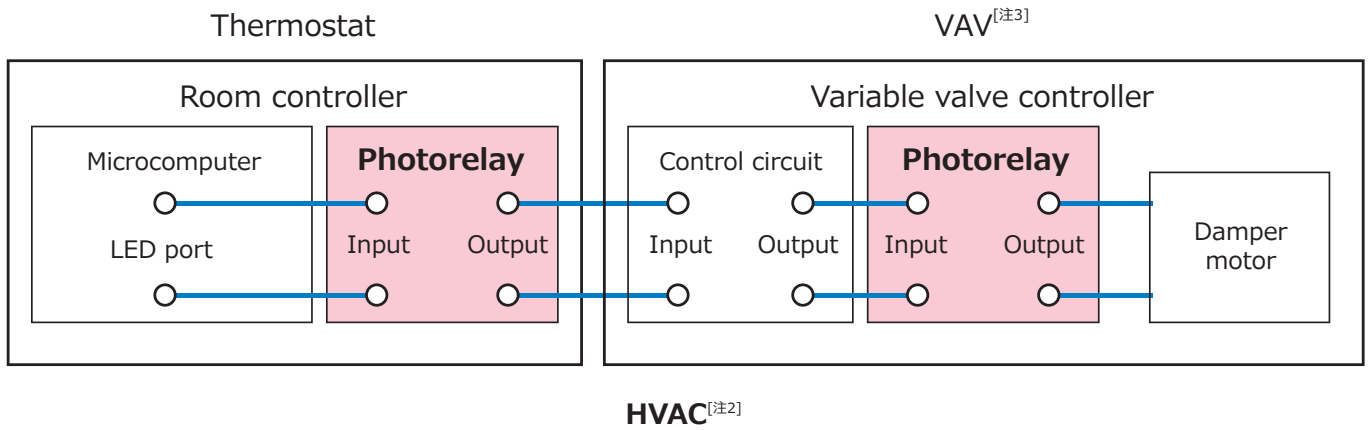 Thermostat
VAV[注3]
Room controller
Variable valve controller
Microcomputer
Photorelay
Control circuit
Photorelay
LED port
Input
Output
Input
Output
Input
Output
Damper
motor
HVAC[注2]